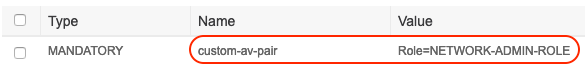 Type Name Value
MANDATORY custom-av-pair Role=NETWORK-ADMIN-ROLE